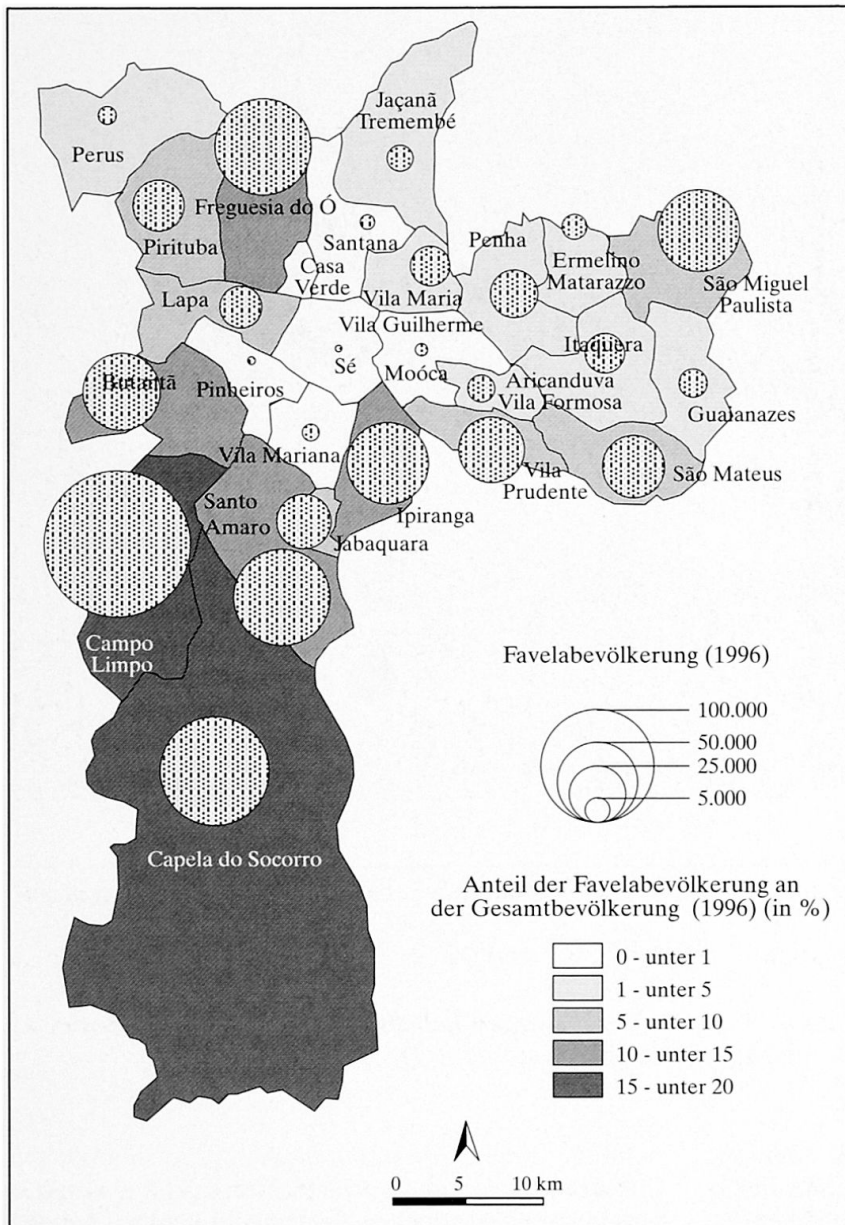 Jaçanã
Tremembé
Perus
Freguesia do Ó
Pirituba
Santana
Casa
Verde
Penha
Ermelino
Matarazzo
São Miguel
Paulista
Lapa
Vila Maria
Vila Guilherme
Itaquera
Butantã
Pinheiros
Sé
Moóca
Aricanduva
Vila Formosa
Guaianazes
Vila Mariana
Vila
Prudente
São Mateus
Santo
Amaro
Ipiranga
Jabaquara
Campo
Limpo
Capela do Socorro
Favelabevölkerung (1996)
100.000
50.000
25.000
5.000
Anteil der Favelabevölkerung an
der Gesamtbevölkerung (1996) (in %)
0 - unter 1
1 - unter 5
5 - unter 10
10 - unter 15
15 - unter 20
0 5 10 km